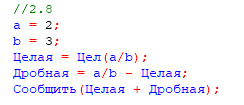 //2.8
a = 2;
b = 3;
Целая = Цел(a/b);
Дробная = a/b - Целая;
Сообщить(Целая + Дробная);